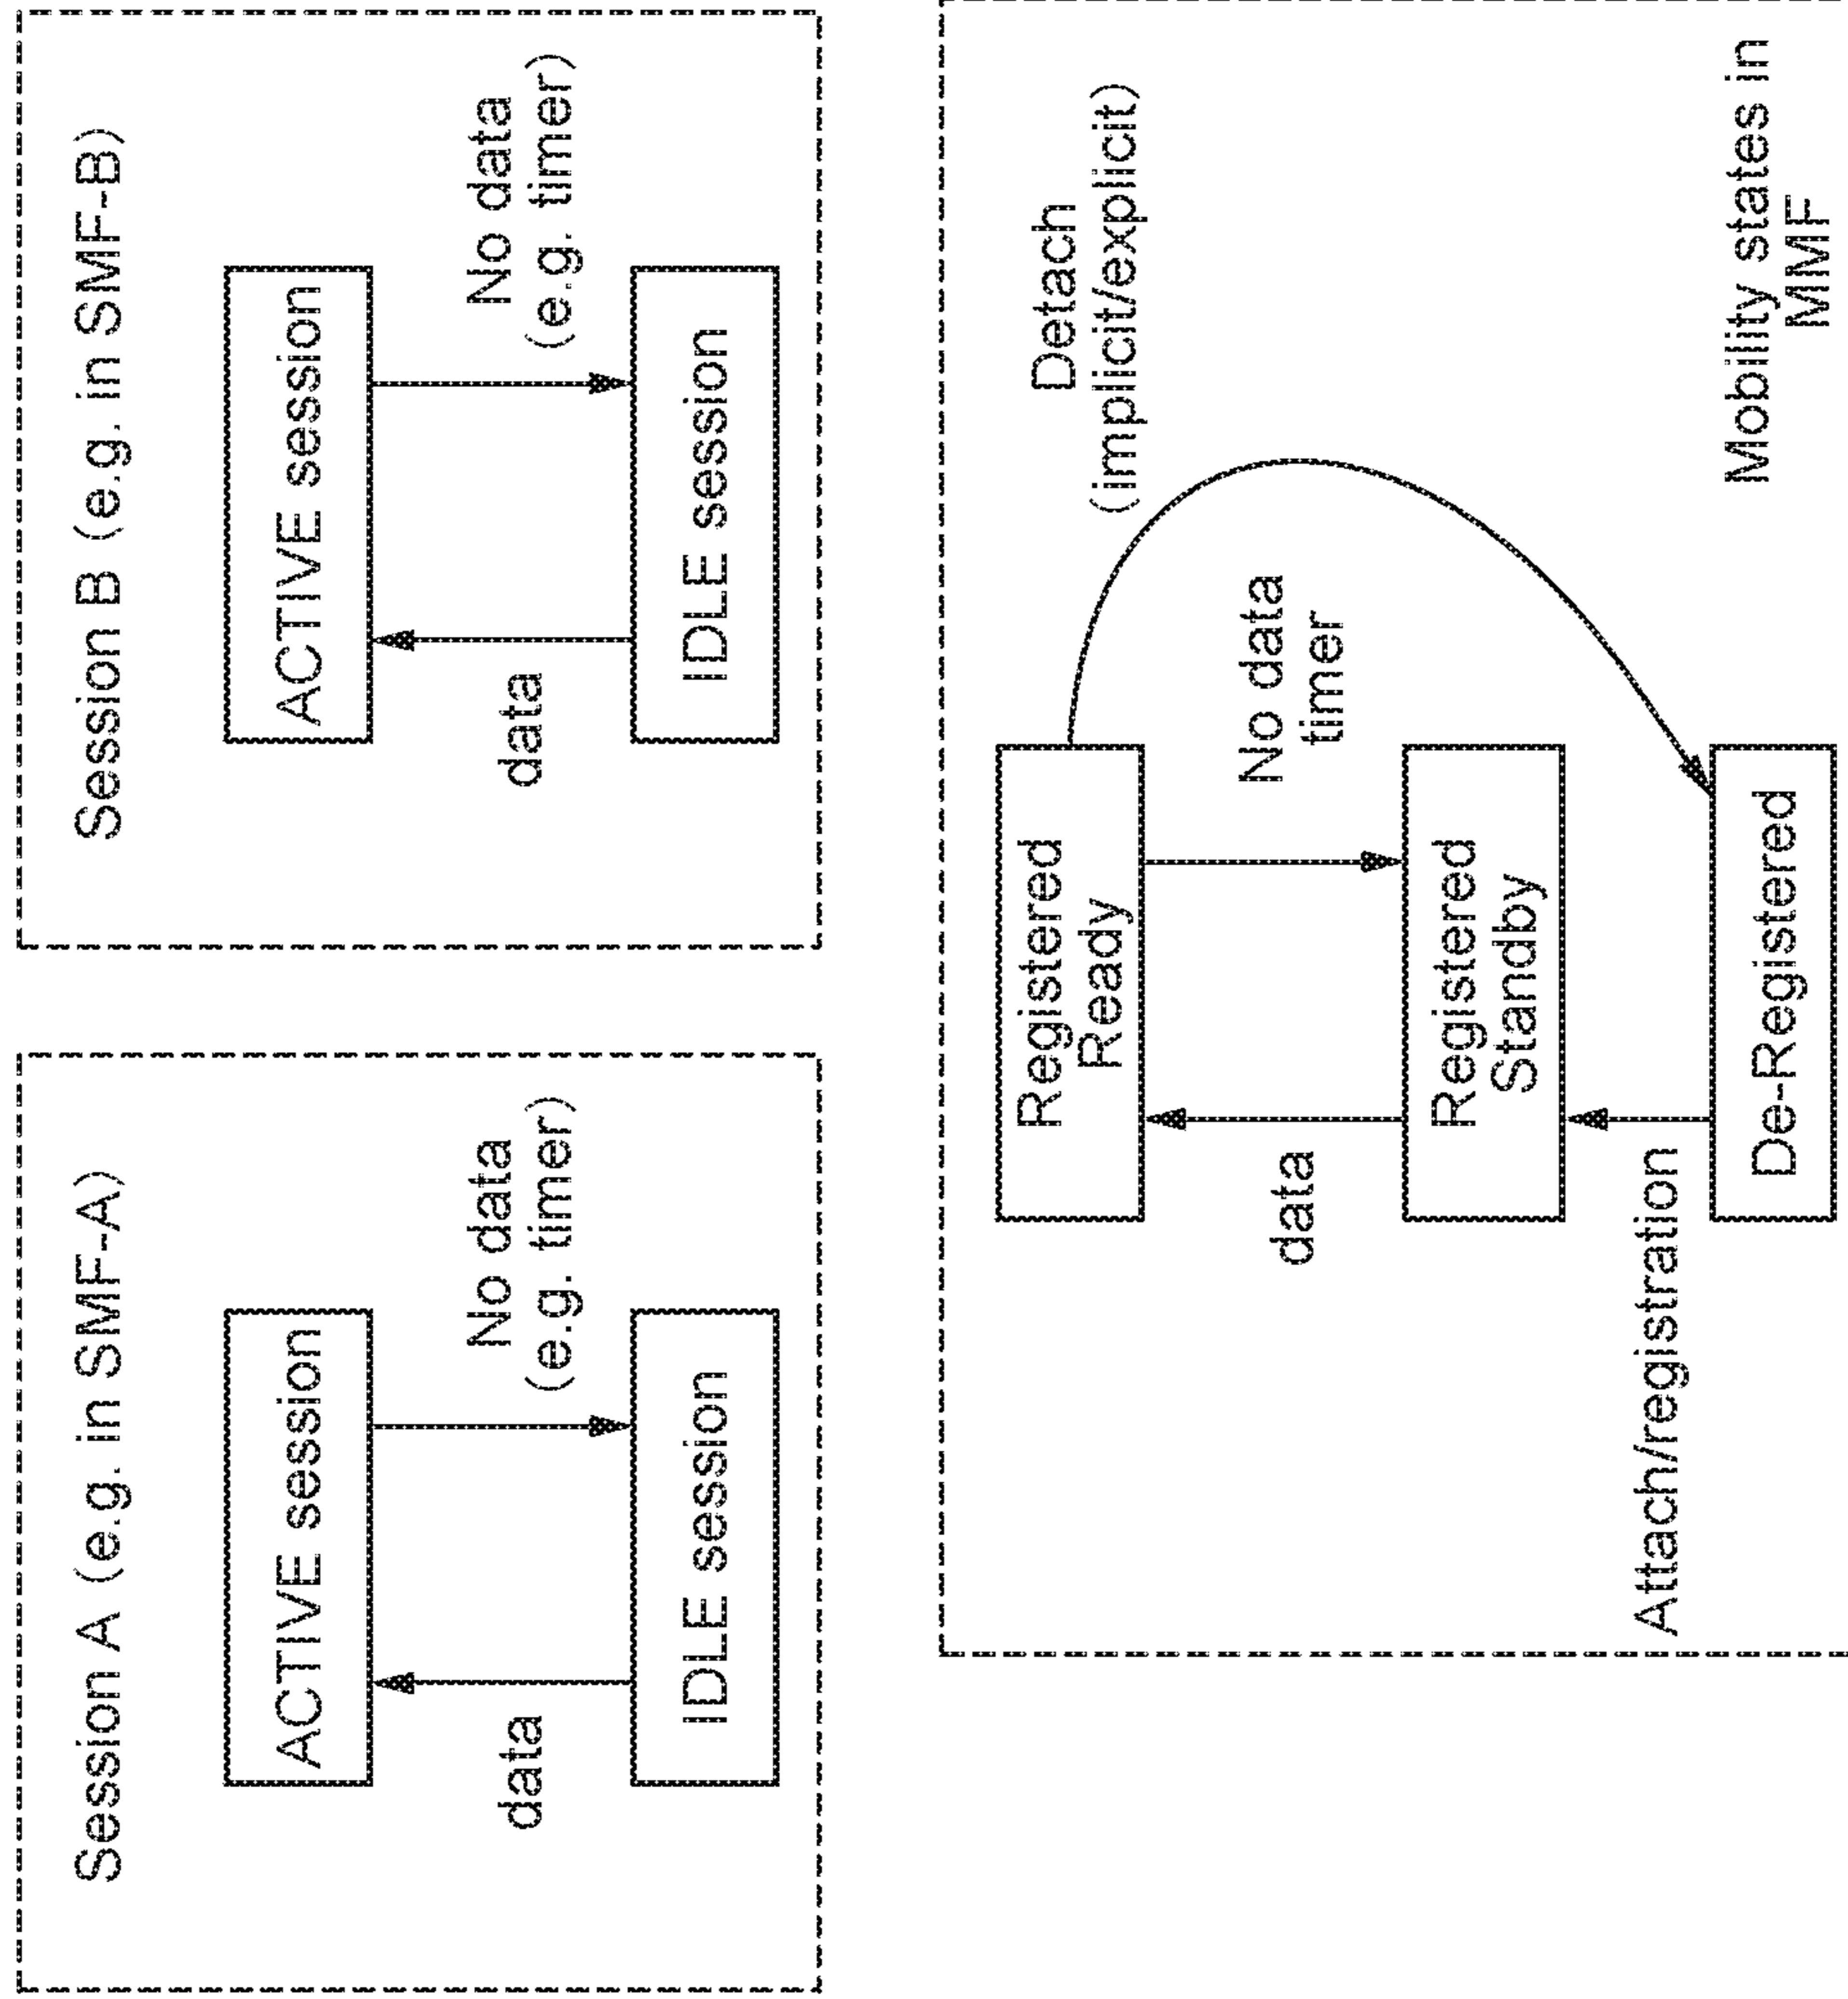 Session A (e.g. in SMF-A)
ACTIVE session
data
No data
(e.g. timer)
IDLE session
Session B (e.g. in SMF-B)
ACTIVE session
data
No data
(e.g. timer)
IDLE session
Registered
Ready
Detach
(implicit/explicit)
data
No data
timer
Registered
Standby
Attach/registration
De-Registered
Mobility states in
MMF